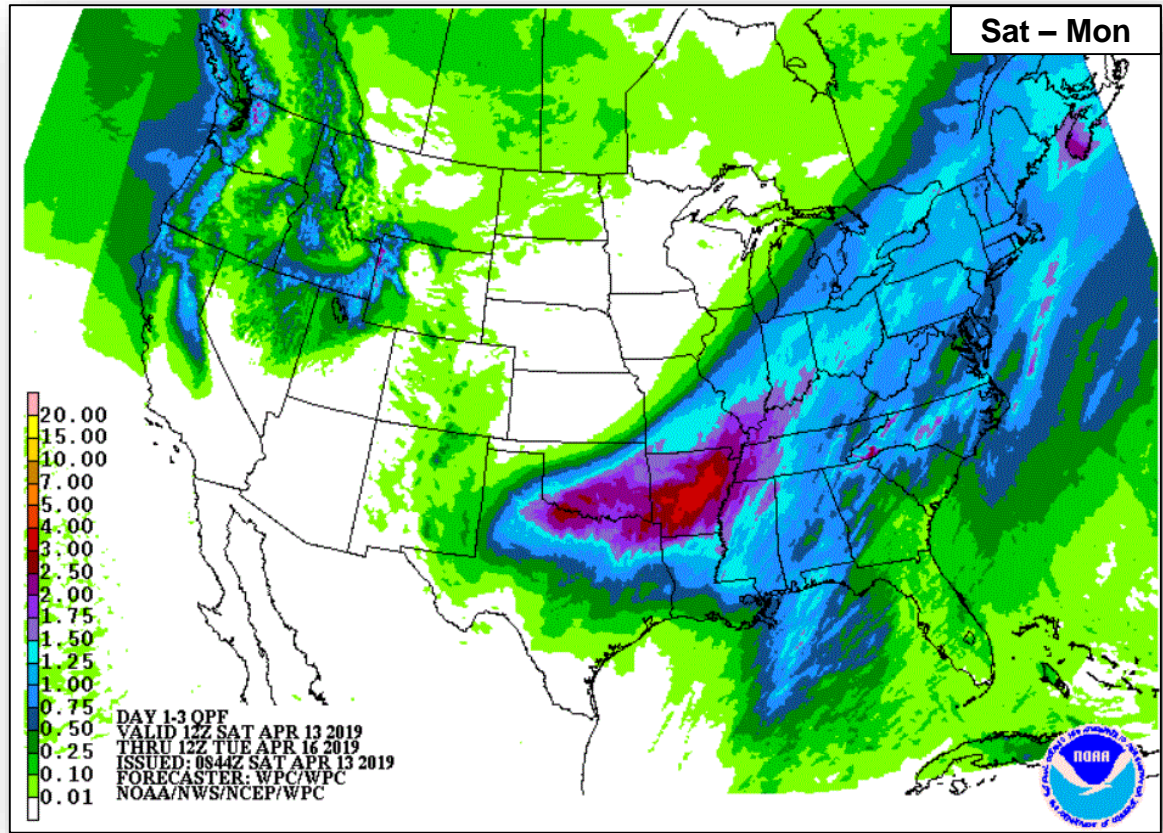 Sat – Mon
20.00
15.00
10.00
7.00
5.00
4.00
3.00
2.50
2.00
1.75
1.50
1.25
1.00
0.75
0.50
0.25
0.10
0.01
DAY 1-3 QPF
VALID 12Z SAT APR 13 2019
THRU 12Z TUE APR 16 2019
ISSUED: 0844Z SAT APR 13 2019
FORECASTER: WPC/WPC
NOAA/NWS/NCEP/WPC
NOAA